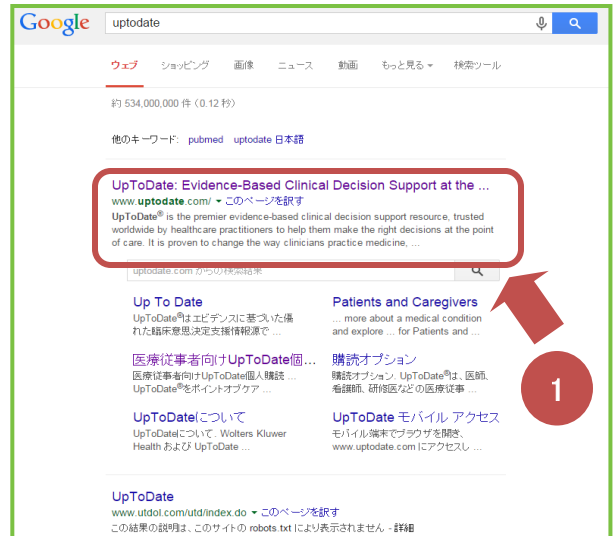 Google uptodate
ウェブ ショッピング 画像 ニュース 動画 もっと見る 検索ツール
約 534,000,000 件 (0.12 秒)
他のキーワード: pubmed uptodate 日本語
UpToDate: Evidence-Based Clinical Decision Support at the ...
www.uptodate.com/ このページを訳す
UpToDate® is the premier evidence-based clinical decision support resource, trusted
worldwide by healthcare practitioners to help them make the right decisions at the point
of care. It is proven to change the way clinicians practice medicine, ...
uptodate.com からの検索結果
Up To Date
UpToDate®はエビデンスに基づいた優
れた臨床意思決定支援情報源で ...
Patients and Caregivers
... more about a medical condition
and explore ... for Patients and ...
医療従事者向けUpToDate個...
医療従事者向けUpToDate個人購読 ...
UpToDate®をポイントオブケア ...
購読オプション
購読オプション. UpToDate®は、医師、
看護師、研修医などの医療従事 ...
1
UpToDateについて
UpToDateについて. Wolters Kluwer
Health および UpToDate ...
UpToDate モバイル アクセス
モバイル端末でブラウザを開き、
www.uptodate.com にアクセスし ...
UpToDate
www.utdol.com/utd/index.do このページを訳す
この結果の説明は、このサイトの robots.txt により表示されません - 詳細